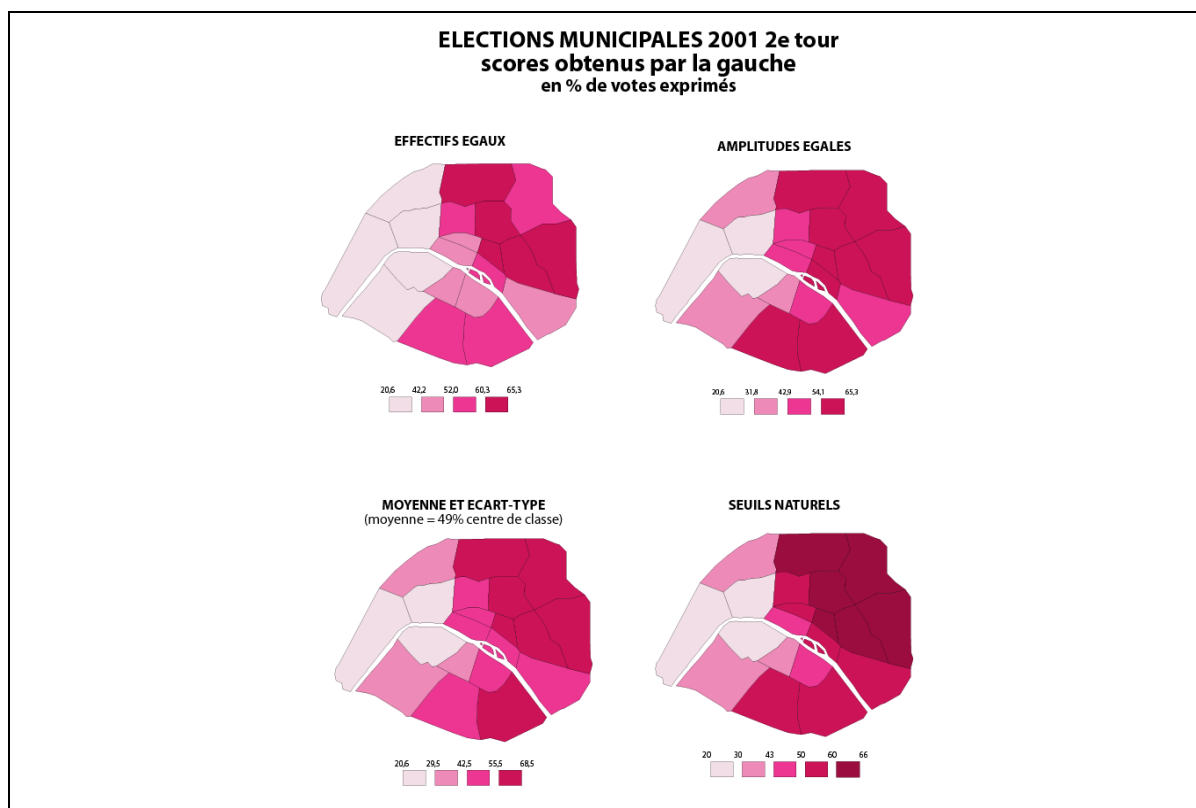 ELECTIONS MUNICIPALES 2001 2e tour
scores obtenus par la gauche
en % de votes exprimés
EFFECTIFS EGAUX
20,6 42,2 52,0 60,3 65,3
AMPLITUDES EGALES
20,6 31,8 42,9 54,1 65,3
MOYENNE ET ECART-TYPE
(moyenne = 49% centre de classe)
20,6 29,5 42,5 55,5 68,5
SEUILS NATURELS
20 30 43 50 60 66